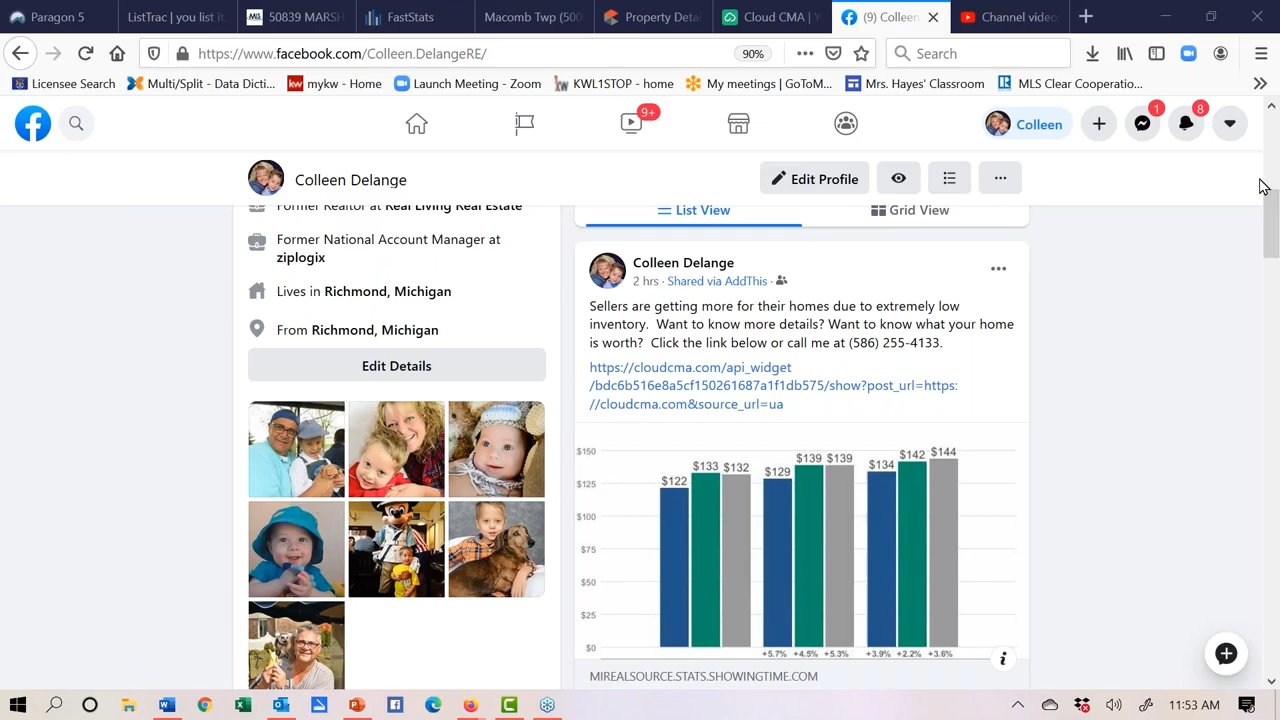 Paragon 5
ListTrac | you list it,
50839 MARSH
FastStats
Macomb Twp (500
Property Deta
Cloud CMA | Y
(9) Colleen
Channel video
https://www.facebook.com/Colleen.DelangeRE/
90%
Search
Licensee Search
Multi/Split - Data Dicti...
mykw - Home
Launch Meeting - Zoom
KWL1STOP - home
My meetings | GoToM...
Mrs. Hayes' Classroom
MLS Clear Cooperatio...
9+
Colleen
1
8
Colleen Delange
Edit Profile
Former Realtor at Real Living Real Estate
Former National Account Manager at
ziplogix
Lives in Richmond, Michigan
From Richmond, Michigan
Edit Details
List View
Grid View
Colleen Delange
2 hrs · Shared via AddThis ·
Sellers are getting more for their homes due to extremely low
inventory. Want to know more details? Want to know what your home
is worth? Click the link below or call me at (586) 255-4133.
https://cloudcma.com/api_widget
/bdc6b516e8a5cf150261687a1f1db575/show?post_url=https:
//cloudcma.com&source_url=ua
$150
$125
$100
$75
$50
$25
$0
$122
$133
$132
$129
$139
$139
$134
$142
$144
+5.7%
+4.5%
+5.3%
+3.9%
+2.2%
+3.6%
MIREALSOURCE.STATS.SHOWINGTIME.COM
11:53 AM